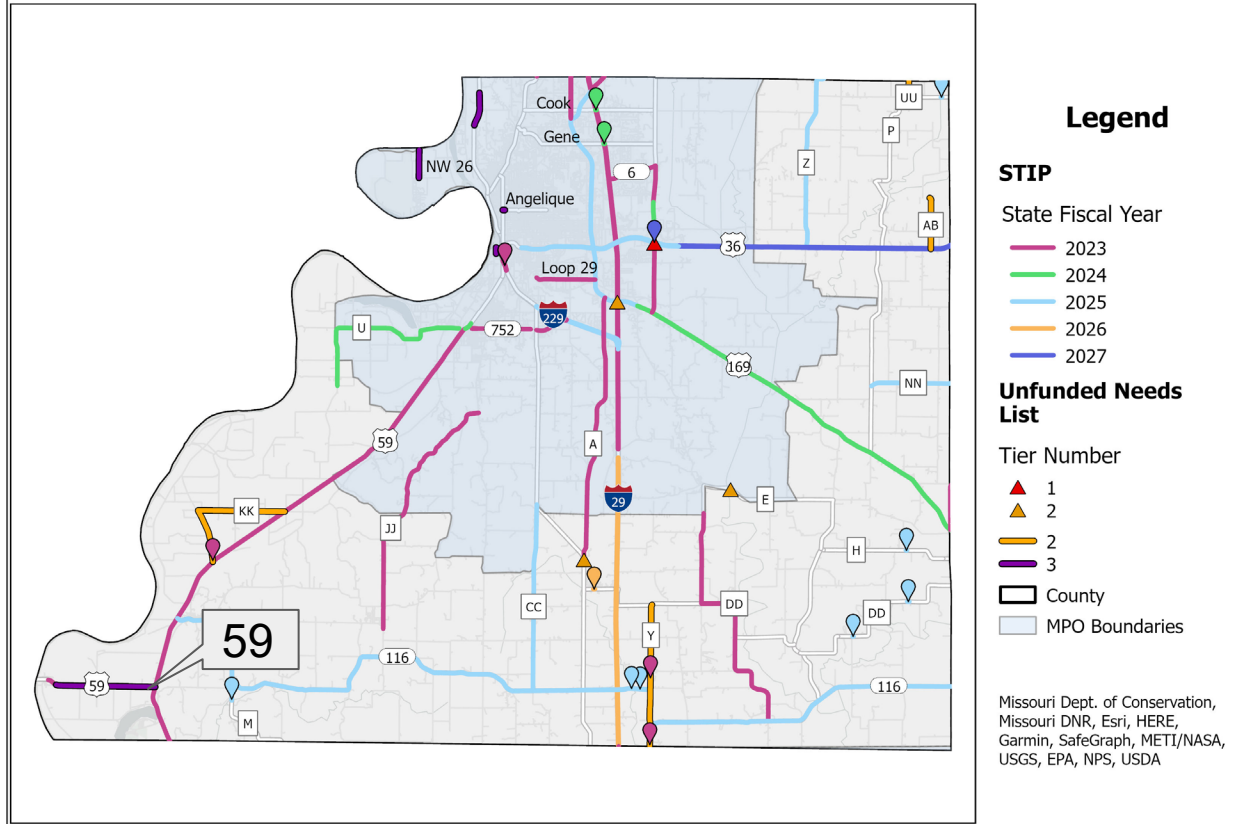 UU
Cook
P
Gene
Z
NW 26
6
Angelique
AB
36
Loop 29
229
U
752
169
NN
59
A
29
E
KK
JJ
H
CC
DD
DD
59
Y
116
59
116
M
Legend
STIP
State Fiscal Year
2023
2024
2025
2026
2027
Unfunded Needs
List
Tier Number
1
2
2
3
County
MPO Boundaries
Missouri Dept. of Conservation,
Missouri DNR, Esri, HERE,
Garmin, SafeGraph, METI/NASA,
USGS, EPA, NPS, USDA